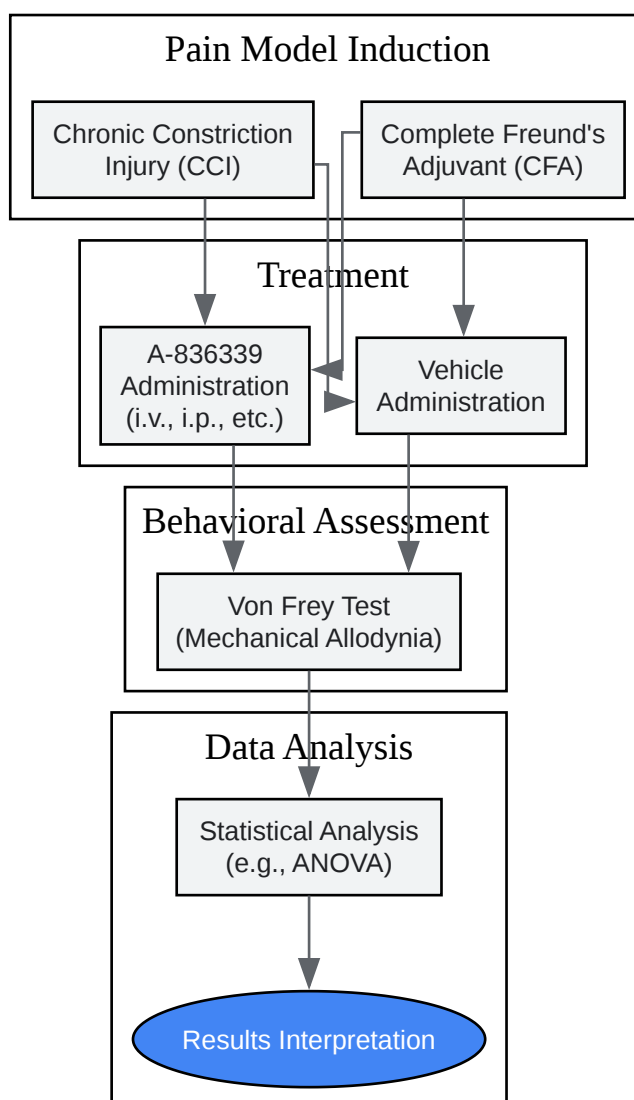 Pain Model Induction
Chronic Constriction
Injury (CCI)
Complete Freund's
Adjuvant (CFA)
Treatment
A-836339
Administration
(i.v., i.p., etc.)
Vehicle
Administration
Behavioral Assessment
Von Frey Test
(Mechanical Allodynia)
Data Analysis
Statistical Analysis
(e.g., ANOVA)
Results Interpretation